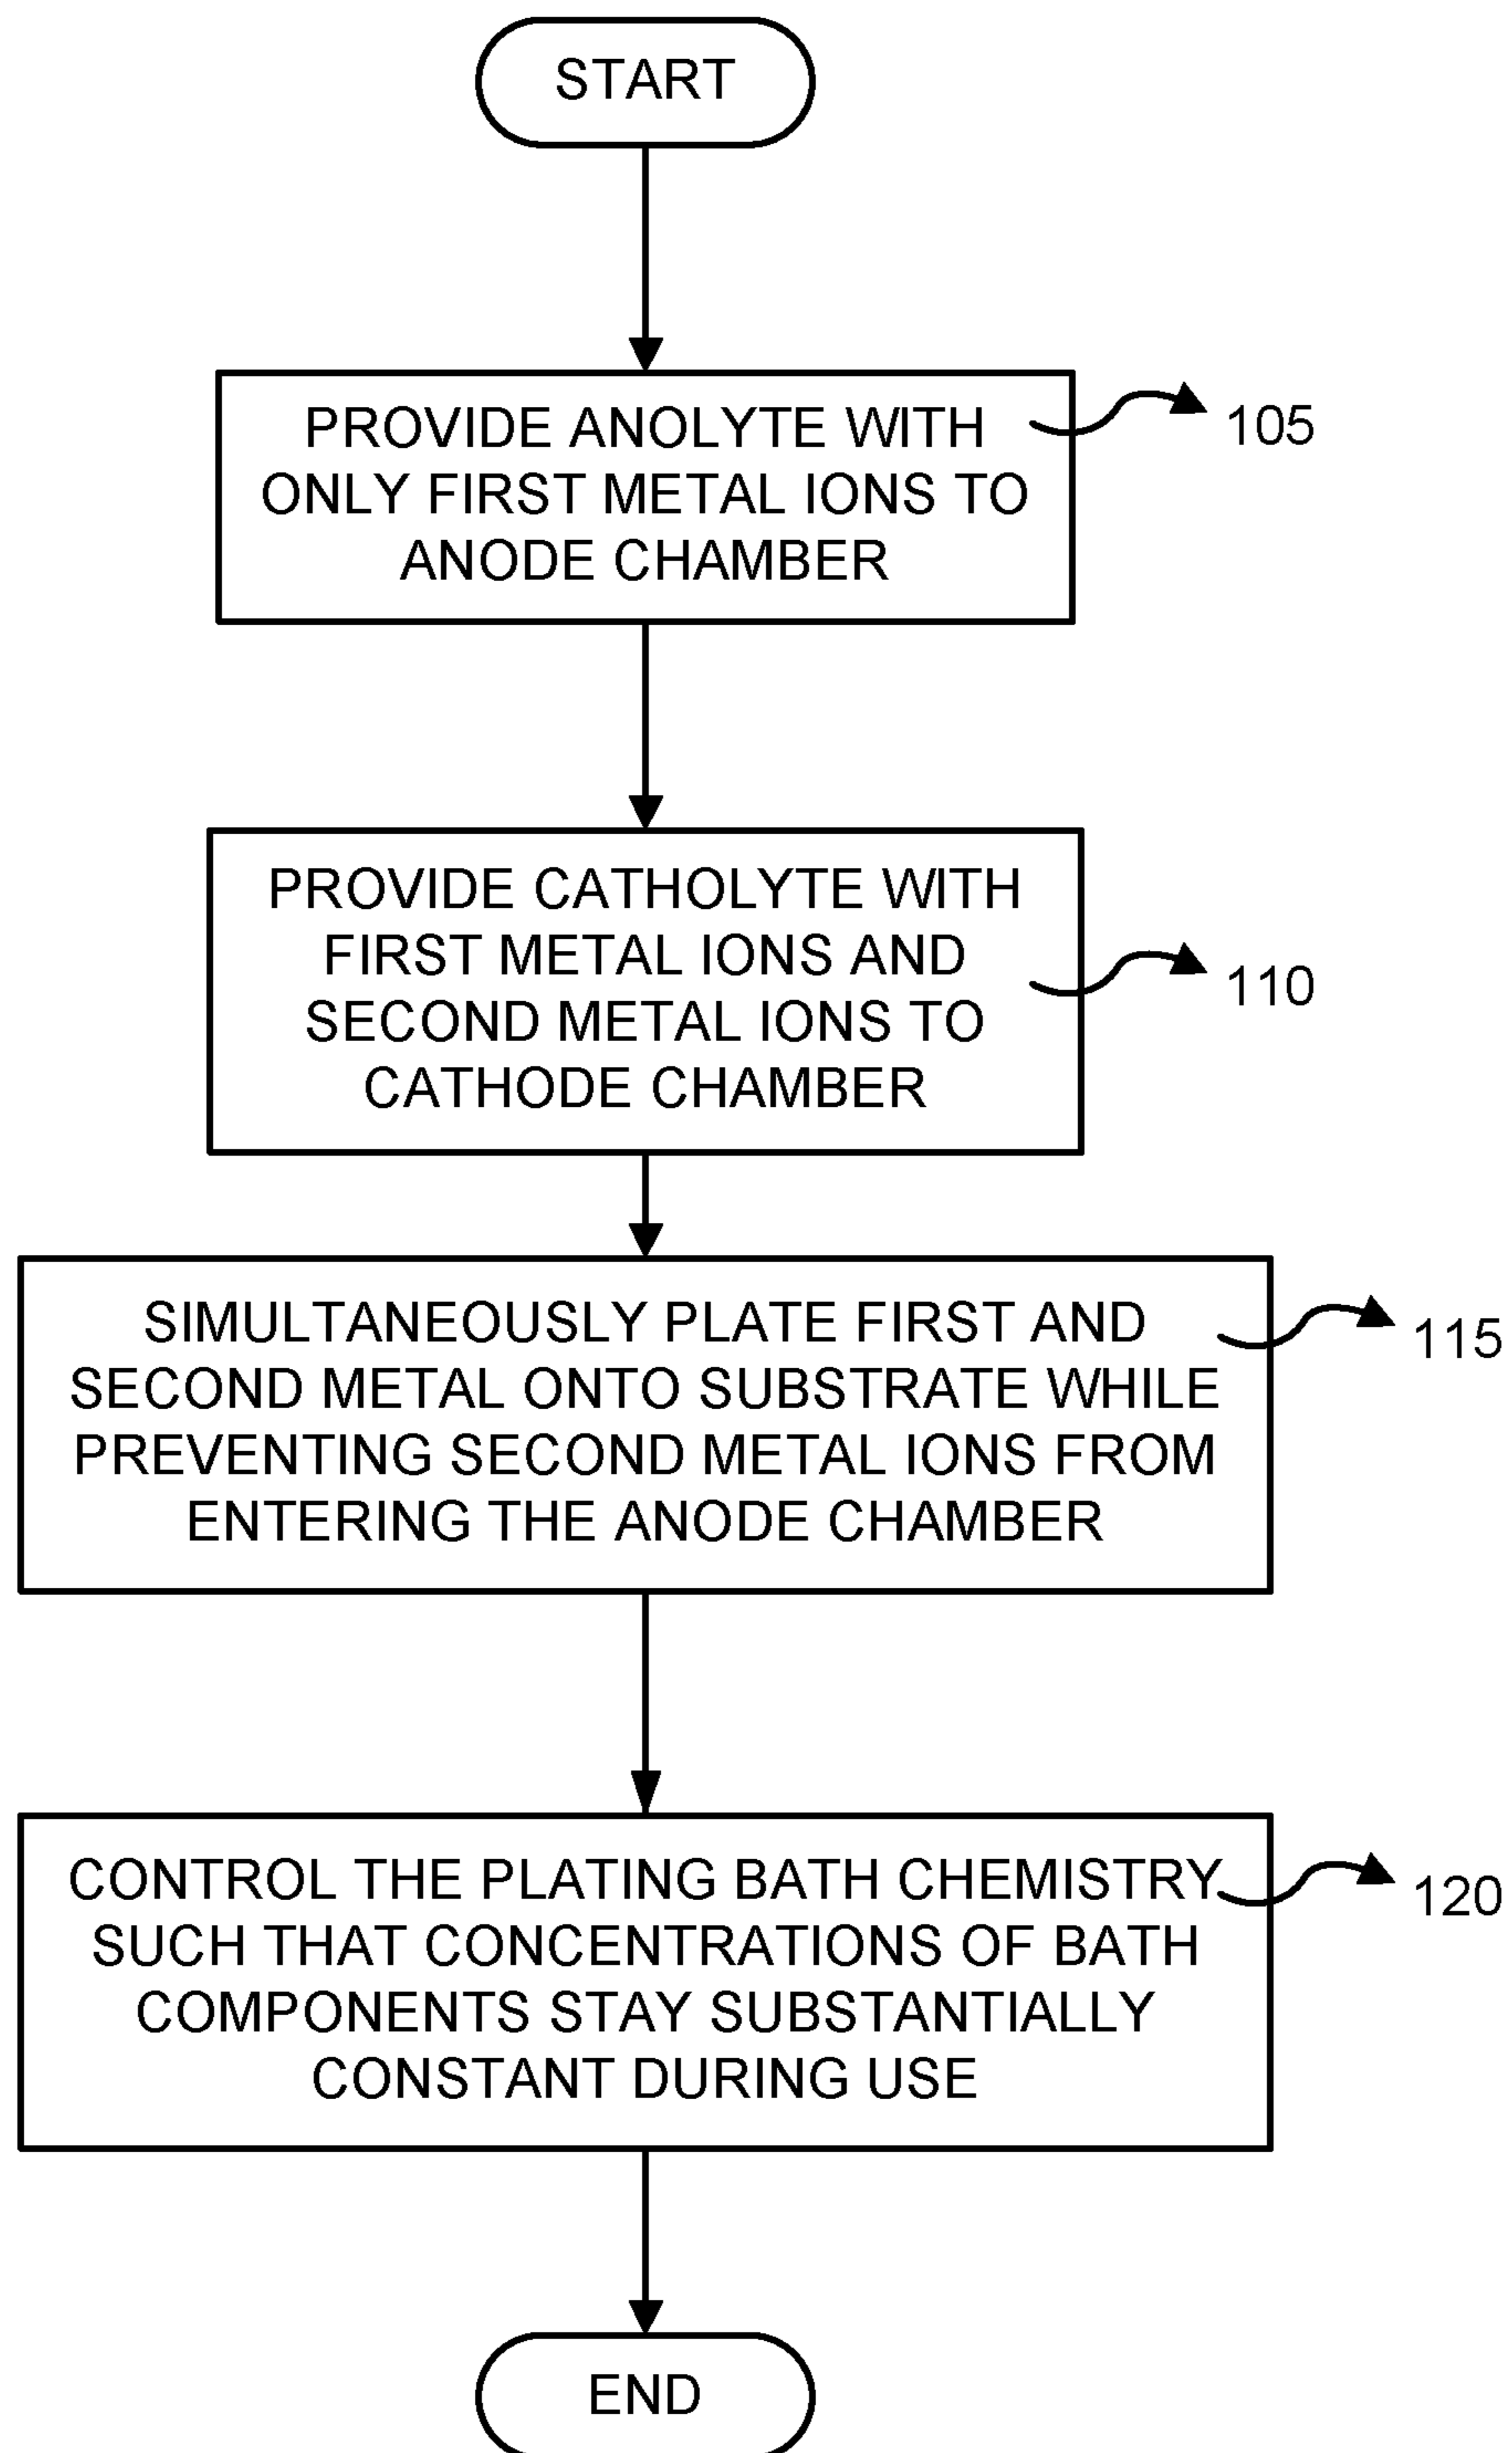 START
PROVIDE ANOLYTE WITH
ONLY FIRST METAL IONS TO
ANODE CHAMBER
105
PROVIDE CATHOLYTE WITH
FIRST METAL IONS AND
SECOND METAL IONS TO
CATHODE CHAMBER
110
SIMULTANEOUSLY PLATE FIRST AND
SECOND METAL ONTO SUBSTRATE WHILE
PREVENTING SECOND METAL IONS FROM
ENTERING THE ANODE CHAMBER
115
CONTROL THE PLATING BATH CHEMISTRY
SUCH THAT CONCENTRATIONS OF BATH
COMPONENTS STAY SUBSTANTIALLY
CONSTANT DURING USE
120
END